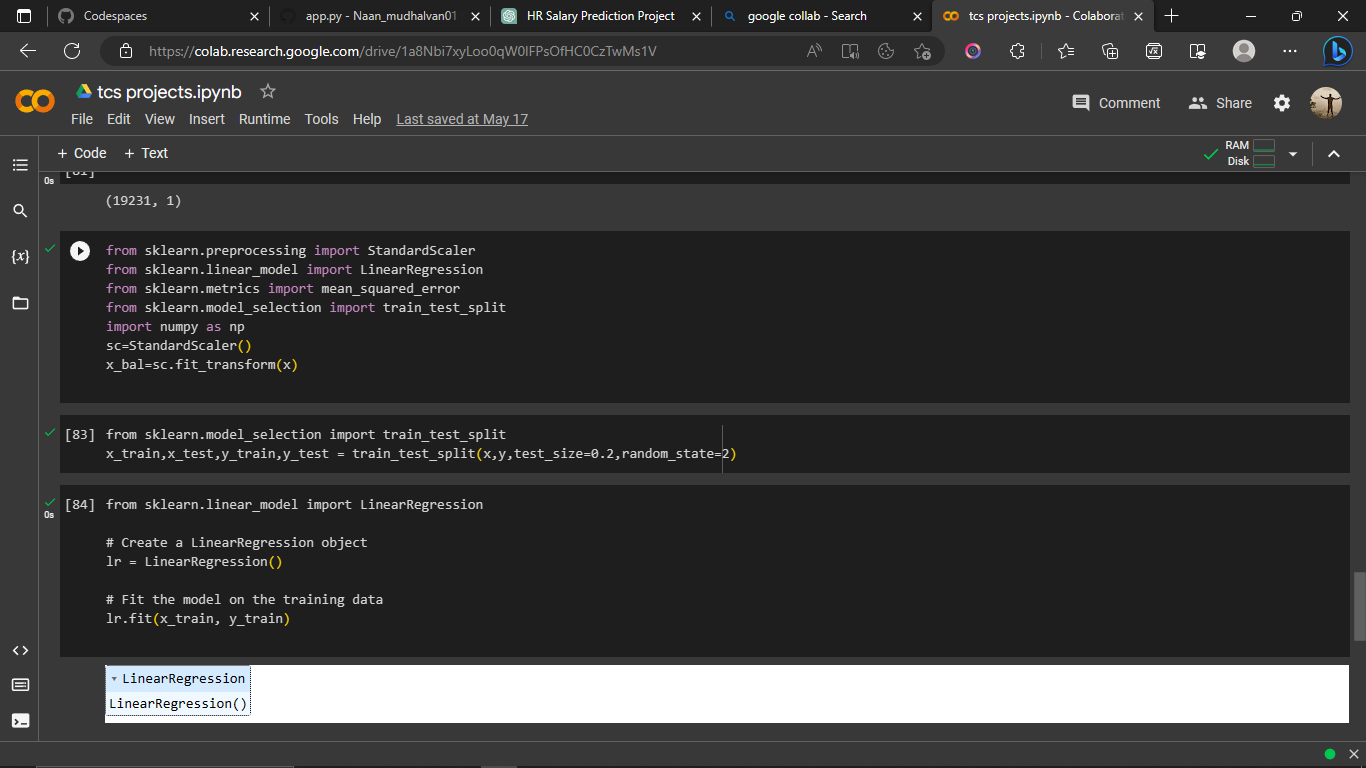 Codespaces
app.py - Naan_mudhalvan01
HR Salary Prediction Project
google collab - Search
tcs projects.ipynb - Colaborat
https://colab.research.google.com/drive/1a8Nbi7xyLoo0qW0lFPsOfHC0CzTwMs1V
tcs projects.ipynb
Comment
Share
File Edit View Insert Runtime Tools Help Last saved at May 17
+ Code + Text
RAM
Disk
[81]
0s
(19231, 1)
from sklearn.preprocessing import StandardScaler
from sklearn.linear_model import LinearRegression
from sklearn.metrics import mean_squared_error
from sklearn.model_selection import train_test_split
import numpy as np
sc=StandardScaler()
x_bal=sc.fit_transform(x)
[83] from sklearn.model_selection import train_test_split
x_train,x_test,y_train,y_test = train_test_split(x,y,test_size=0.2,random_state=2)
[84] from sklearn.linear_model import LinearRegression
0s
# Create a LinearRegression object
lr = LinearRegression()
# Fit the model on the training data
lr.fit(x_train, y_train)
LinearRegression
LinearRegression()